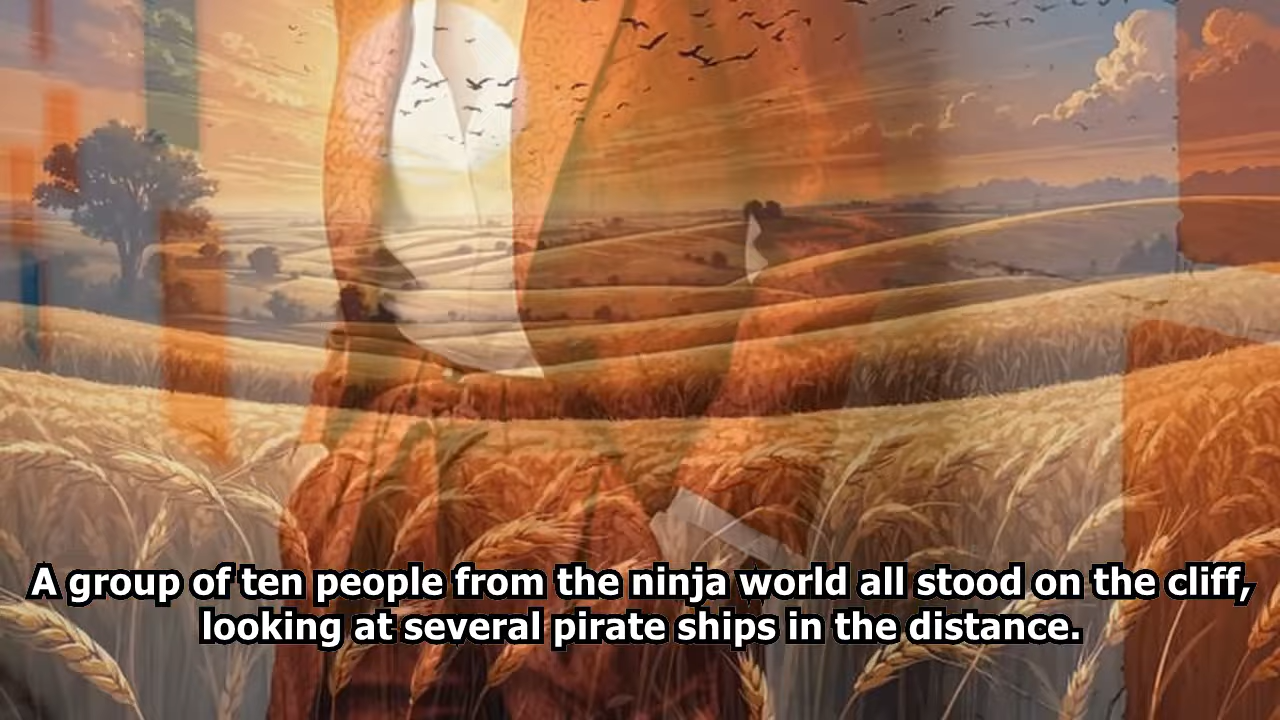 A group of ten people from the ninja world all stood on the cliff,
looking at several pirate ships in the distance.